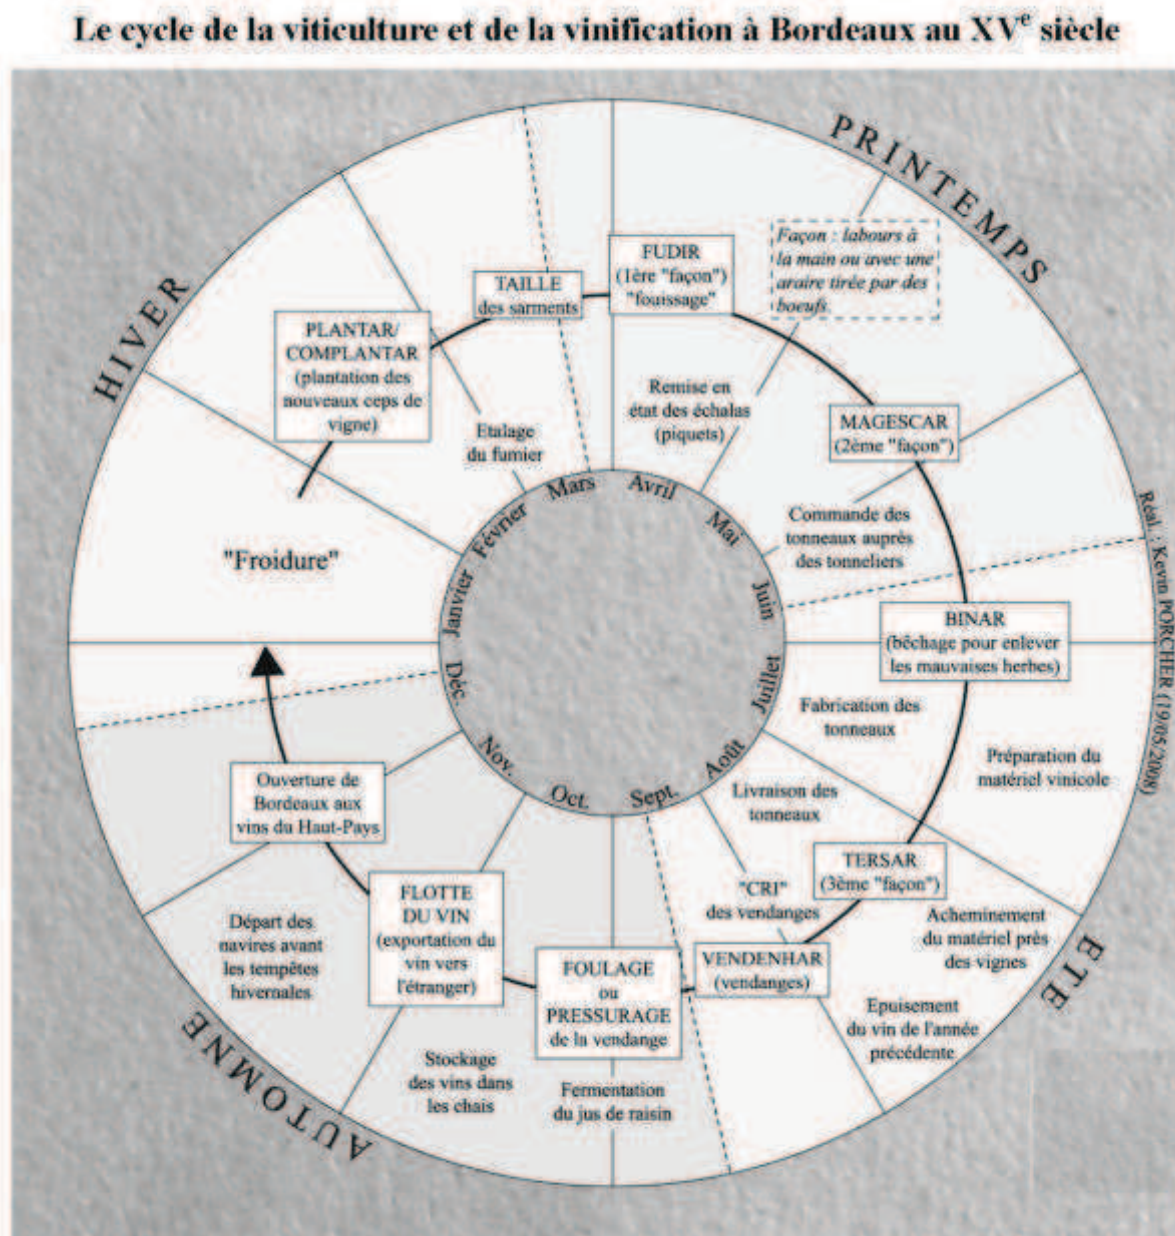 Le cycle de la viticulture et de la vinification à Bordeaux au XVe siècle
HIVER
PRINTEMPS
ETE
AUTOMNE
PLANTAR/
COMPLANTAR
(plantation des
nouveaux ceps de
vigne)
TAILLE
des sarments
FUDIR
(1ère "façon")
"fouissage"
Façon : labours à
la main ou avec une
araire tirée par des
boeufs.
Etalage
du fumier
Remise en
état des échalas
(piquets)
MAGESCAR
(2ème "façon")
Commande des
tonneaux auprès
des tonneliers
BINAR
(bêchage pour enlever
les mauvaises herbes)
Fabrication des
tonneaux
Préparation du
matériel vinicole
Livraison des
tonneaux
TERSAR
(3ème "façon")
"CRI"
des vendanges
Acheminement
du matériel près
des vignes
Epuisement
du vin de l'année
précédente
VENDENHAR
(vendanges)
FOULAGE
ou
PRESSURAGE
de la vendange
Fermentation
du jus de raisin
FLOTTE
DU VIN
(exportation du
vin vers
l'étranger)
Stockage
des vins dans
les chais
Départ des
navires avant
les tempêtes
hivernales
Ouverture de
Bordeaux aux
vins du Haut-Pays
"Froidure"
Janvier
Février
Mars
Avril
Mai
Juin
Juillet
Août
Sept.
Oct.
Nov.
Déc.
Réal. : Kevin PORCHER (19/05/2008)